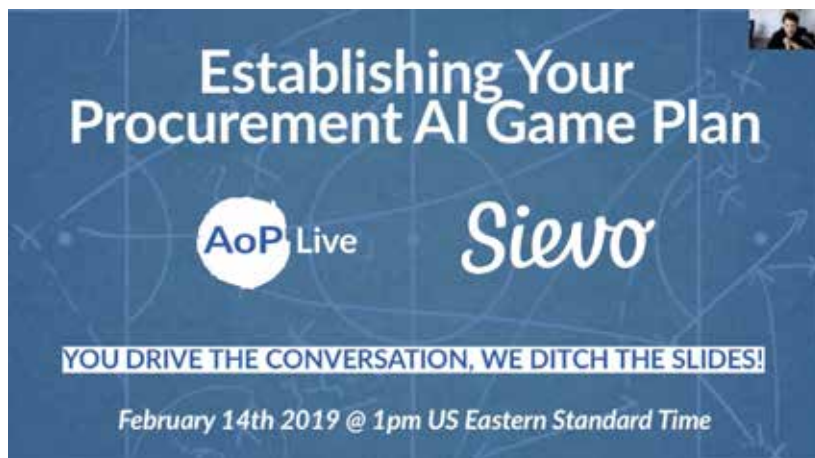 Establishing Your
Procurement AI Game Plan
AoP Live
Sievo
YOU DRIVE THE CONVERSATION, WE DITCH THE SLIDES!
February 14th 2019 @ 1pm US Eastern Standard Time